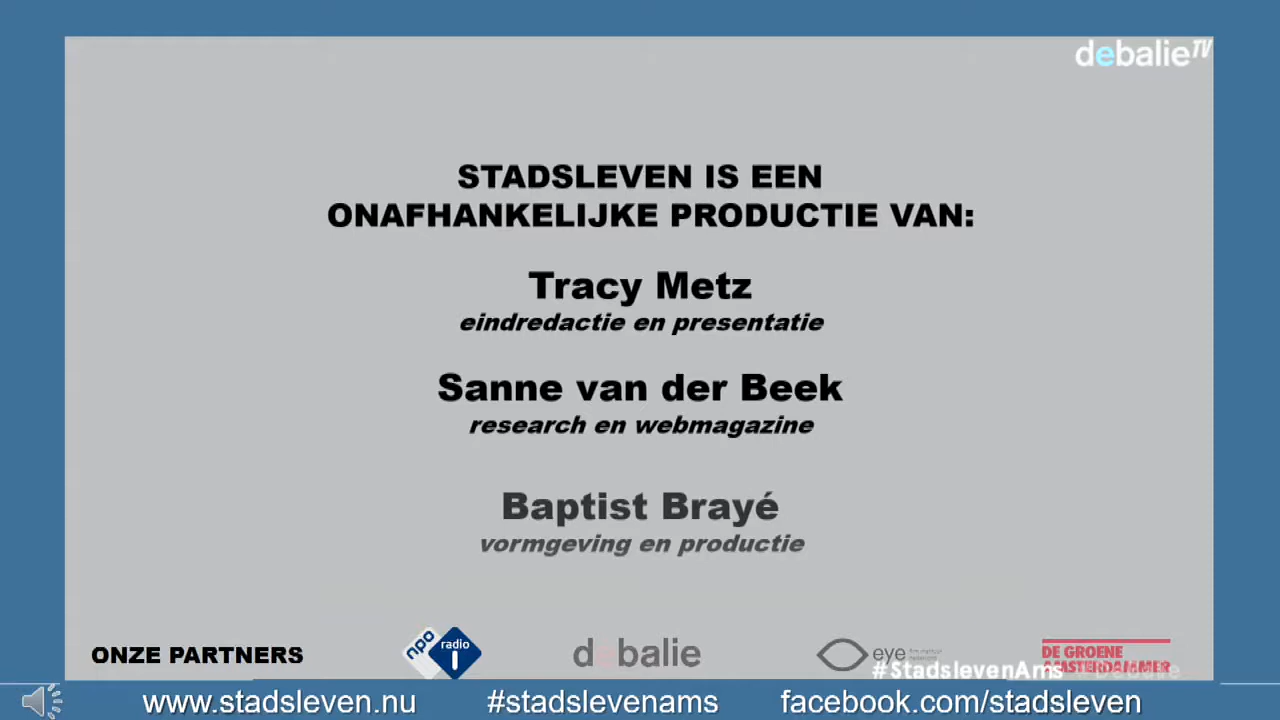 debalieTV
STADSLEVEN IS EEN
ONAFHANKELIJKE PRODUCTIE VAN:
Tracy Metz
eindredactie en presentatie
Sanne van der Beek
research en webmagazine
Baptist Brayé
vormgeving en productie
ONZE PARTNERS
npo
radio
1
debalie
eye
DE GROENE
AMSTERDAMMER
#StadslevenAms
www.stadsleven.nu
#stadslevenams
facebook.com/stadsleven